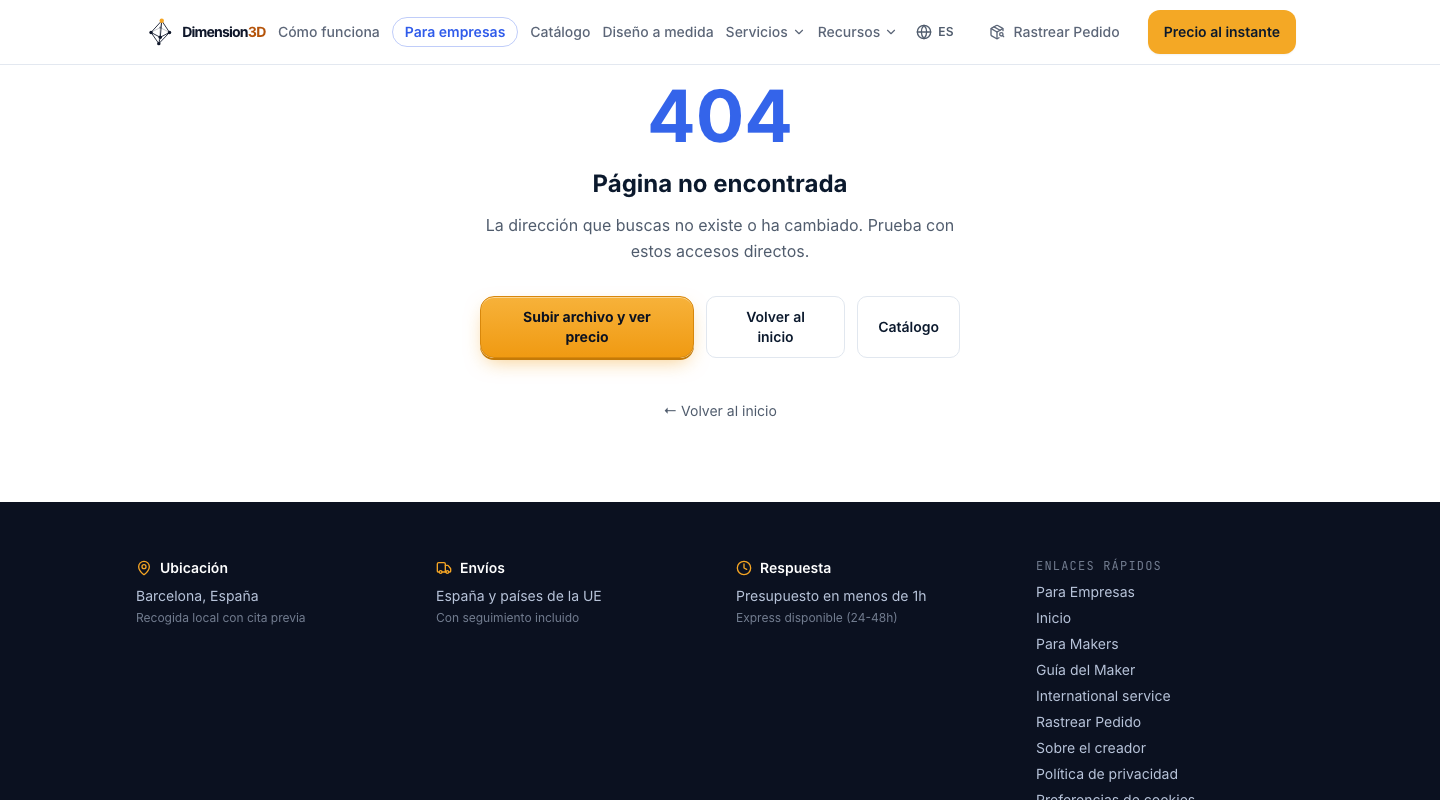 Dimension3D Cómo funciona Para empresas Catálogo Diseño a medida Servicios Recursos ES Rastrear Pedido Precio al instante
404
Página no encontrada
La dirección que buscas no existe o ha cambiado. Prueba con
estos accesos directos.
Subir archivo y ver
precio
Volver al
inicio
Catálogo
← Volver al inicio
Ubicación
Barcelona, España
Recogida local con cita previa
Envíos
España y países de la UE
Con seguimiento incluido
Respuesta
Presupuesto en menos de 1h
Express disponible (24-48h)
ENLACES RÁPIDOS
Para Empresas
Inicio
Para Makers
Guía del Maker
International service
Rastrear Pedido
Sobre el creador
Política de privacidad
Preferencias de cookies